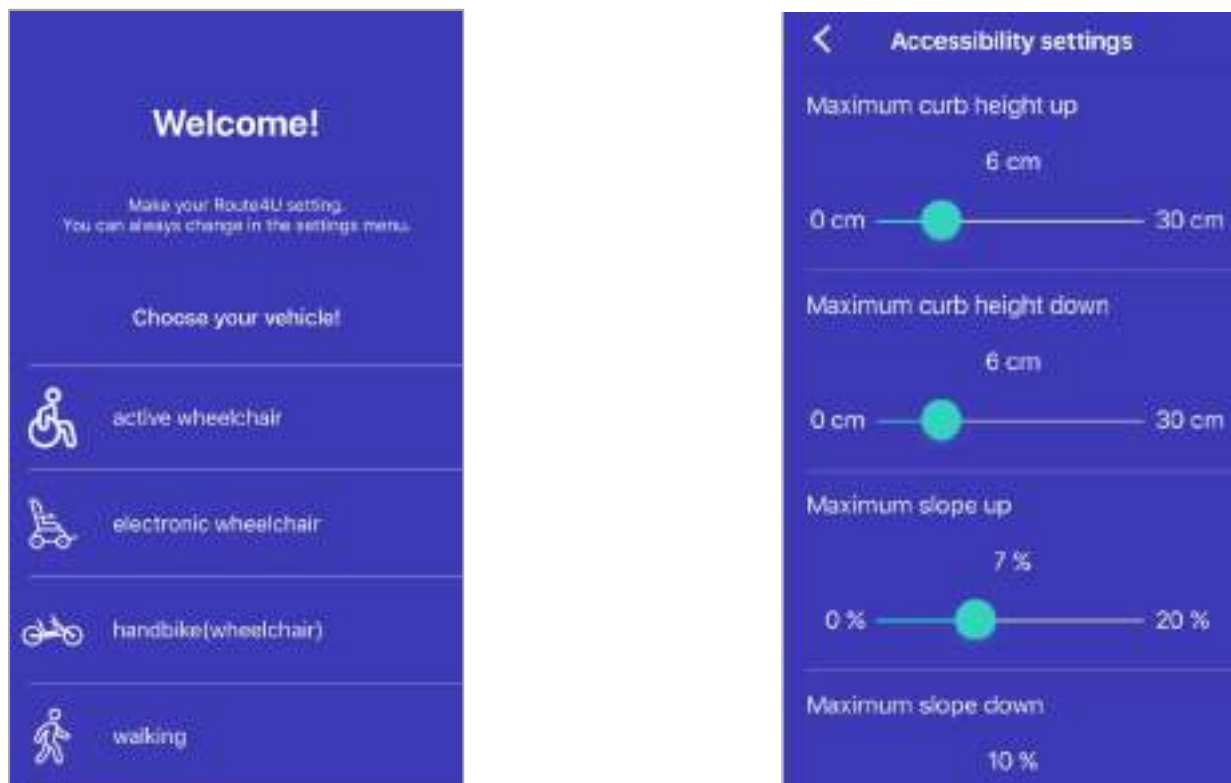 Welcome!
Make your Route4U setting.
You can always change in the settings menu.
Choose your vehicle!
active wheelchair
electronic wheelchair
handbike(wheelchair)
walking
Accessibility settings
Maximum curb height up
6 cm
0 cm 30 cm
Maximum curb height down
6 cm
0 cm 30 cm
Maximum slope up
7 %
0 % 20 %
Maximum slope down
10 %